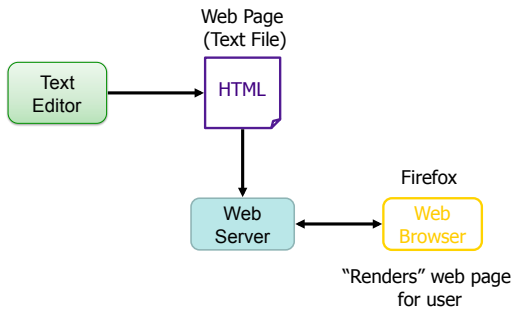 Web Page
(Text File)
Text
Editor
HTML
Firefox
Web
Server
Web
Browser
“Renders” web page
for user